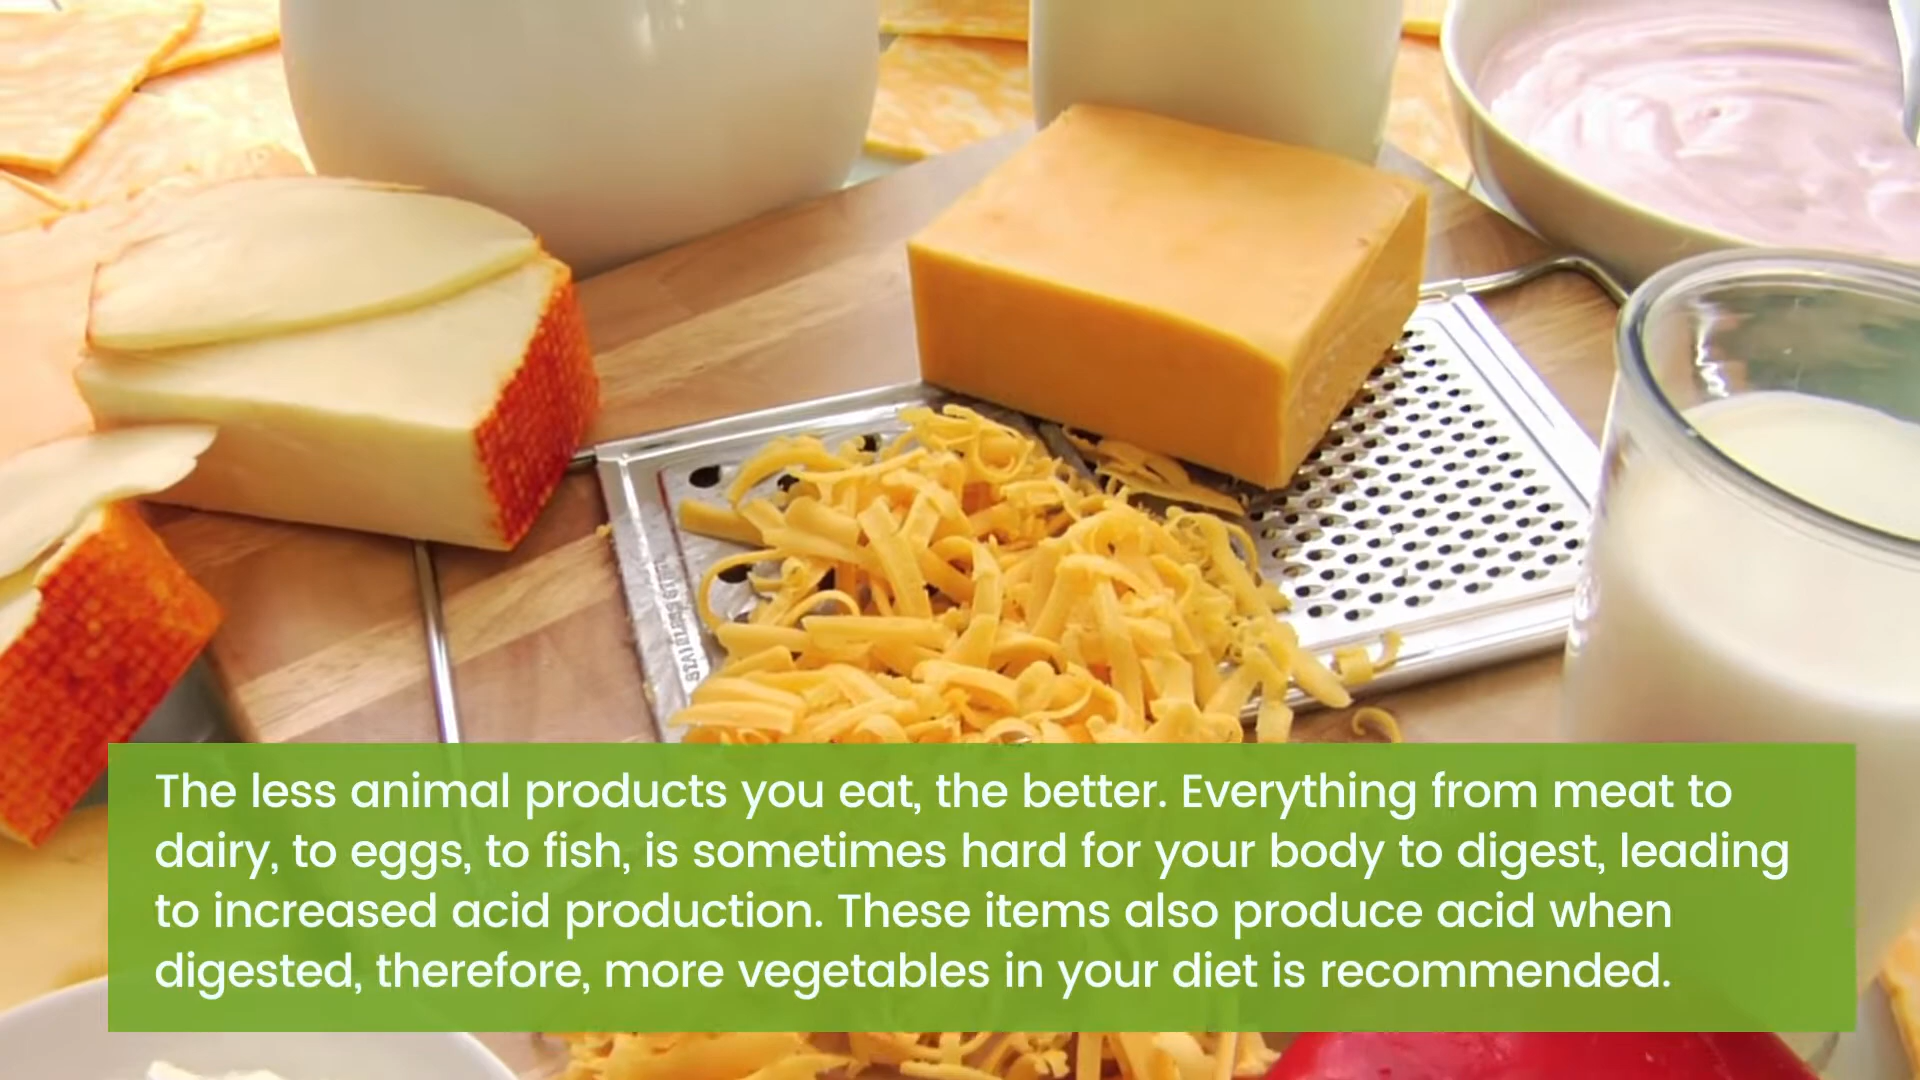 The less animal products you eat, the better. Everything from meat to
dairy, to eggs, to fish, is sometimes hard for your body to digest, leading
to increased acid production. These items also produce acid when
digested, therefore, more vegetables in your diet is recommended.
STAINLESS STEEL